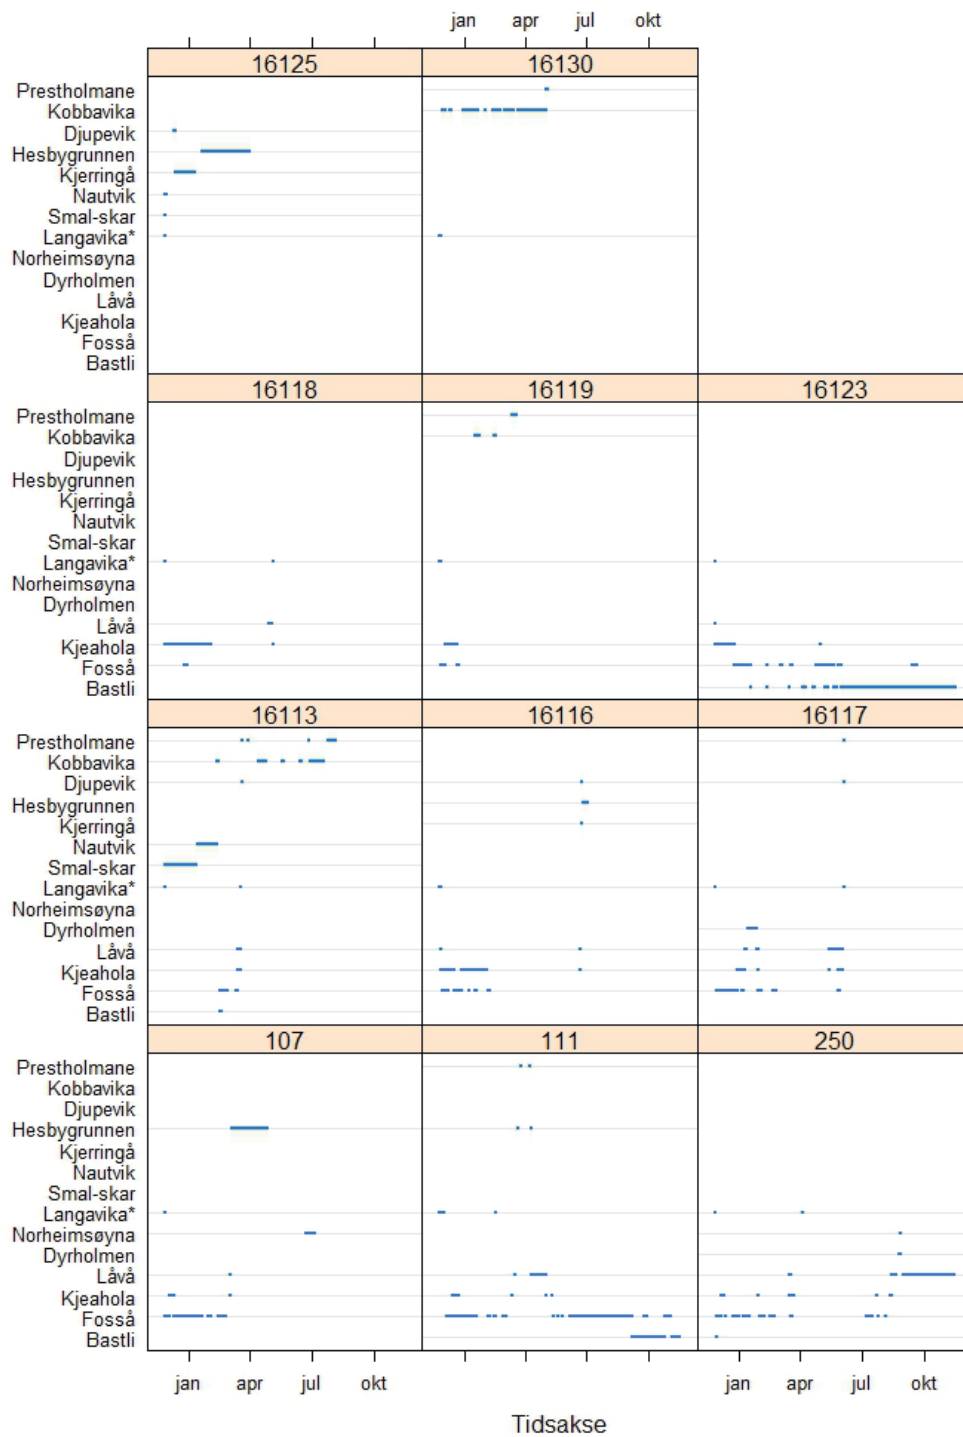 jan apr jul okt
16125 16130
Prestholmane
Kobbavika
Djupevik
Hesbygrunnen
Kjerringå
Nautvik
Smal-skar
Langavika*
Norheimsøyna
Dyrholmen
Låvå
Kjeahola
Fosså
Bastli
16118 16119 16123
Prestholmane
Kobbavika
Djupevik
Hesbygrunnen
Kjerringå
Nautvik
Smal-skar
Langavika*
Norheimsøyna
Dyrholmen
Låvå
Kjeahola
Fosså
Bastli
16113 16116 16117
Prestholmane
Kobbavika
Djupevik
Hesbygrunnen
Kjerringå
Nautvik
Smal-skar
Langavika*
Norheimsøyna
Dyrholmen
Låvå
Kjeahola
Fosså
Bastli
107 111 250
Prestholmane
Kobbavika
Djupevik
Hesbygrunnen
Kjerringå
Nautvik
Smal-skar
Langavika*
Norheimsøyna
Dyrholmen
Låvå
Kjeahola
Fosså
Bastli
jan apr jul okt jan apr jul okt
Tidsakse